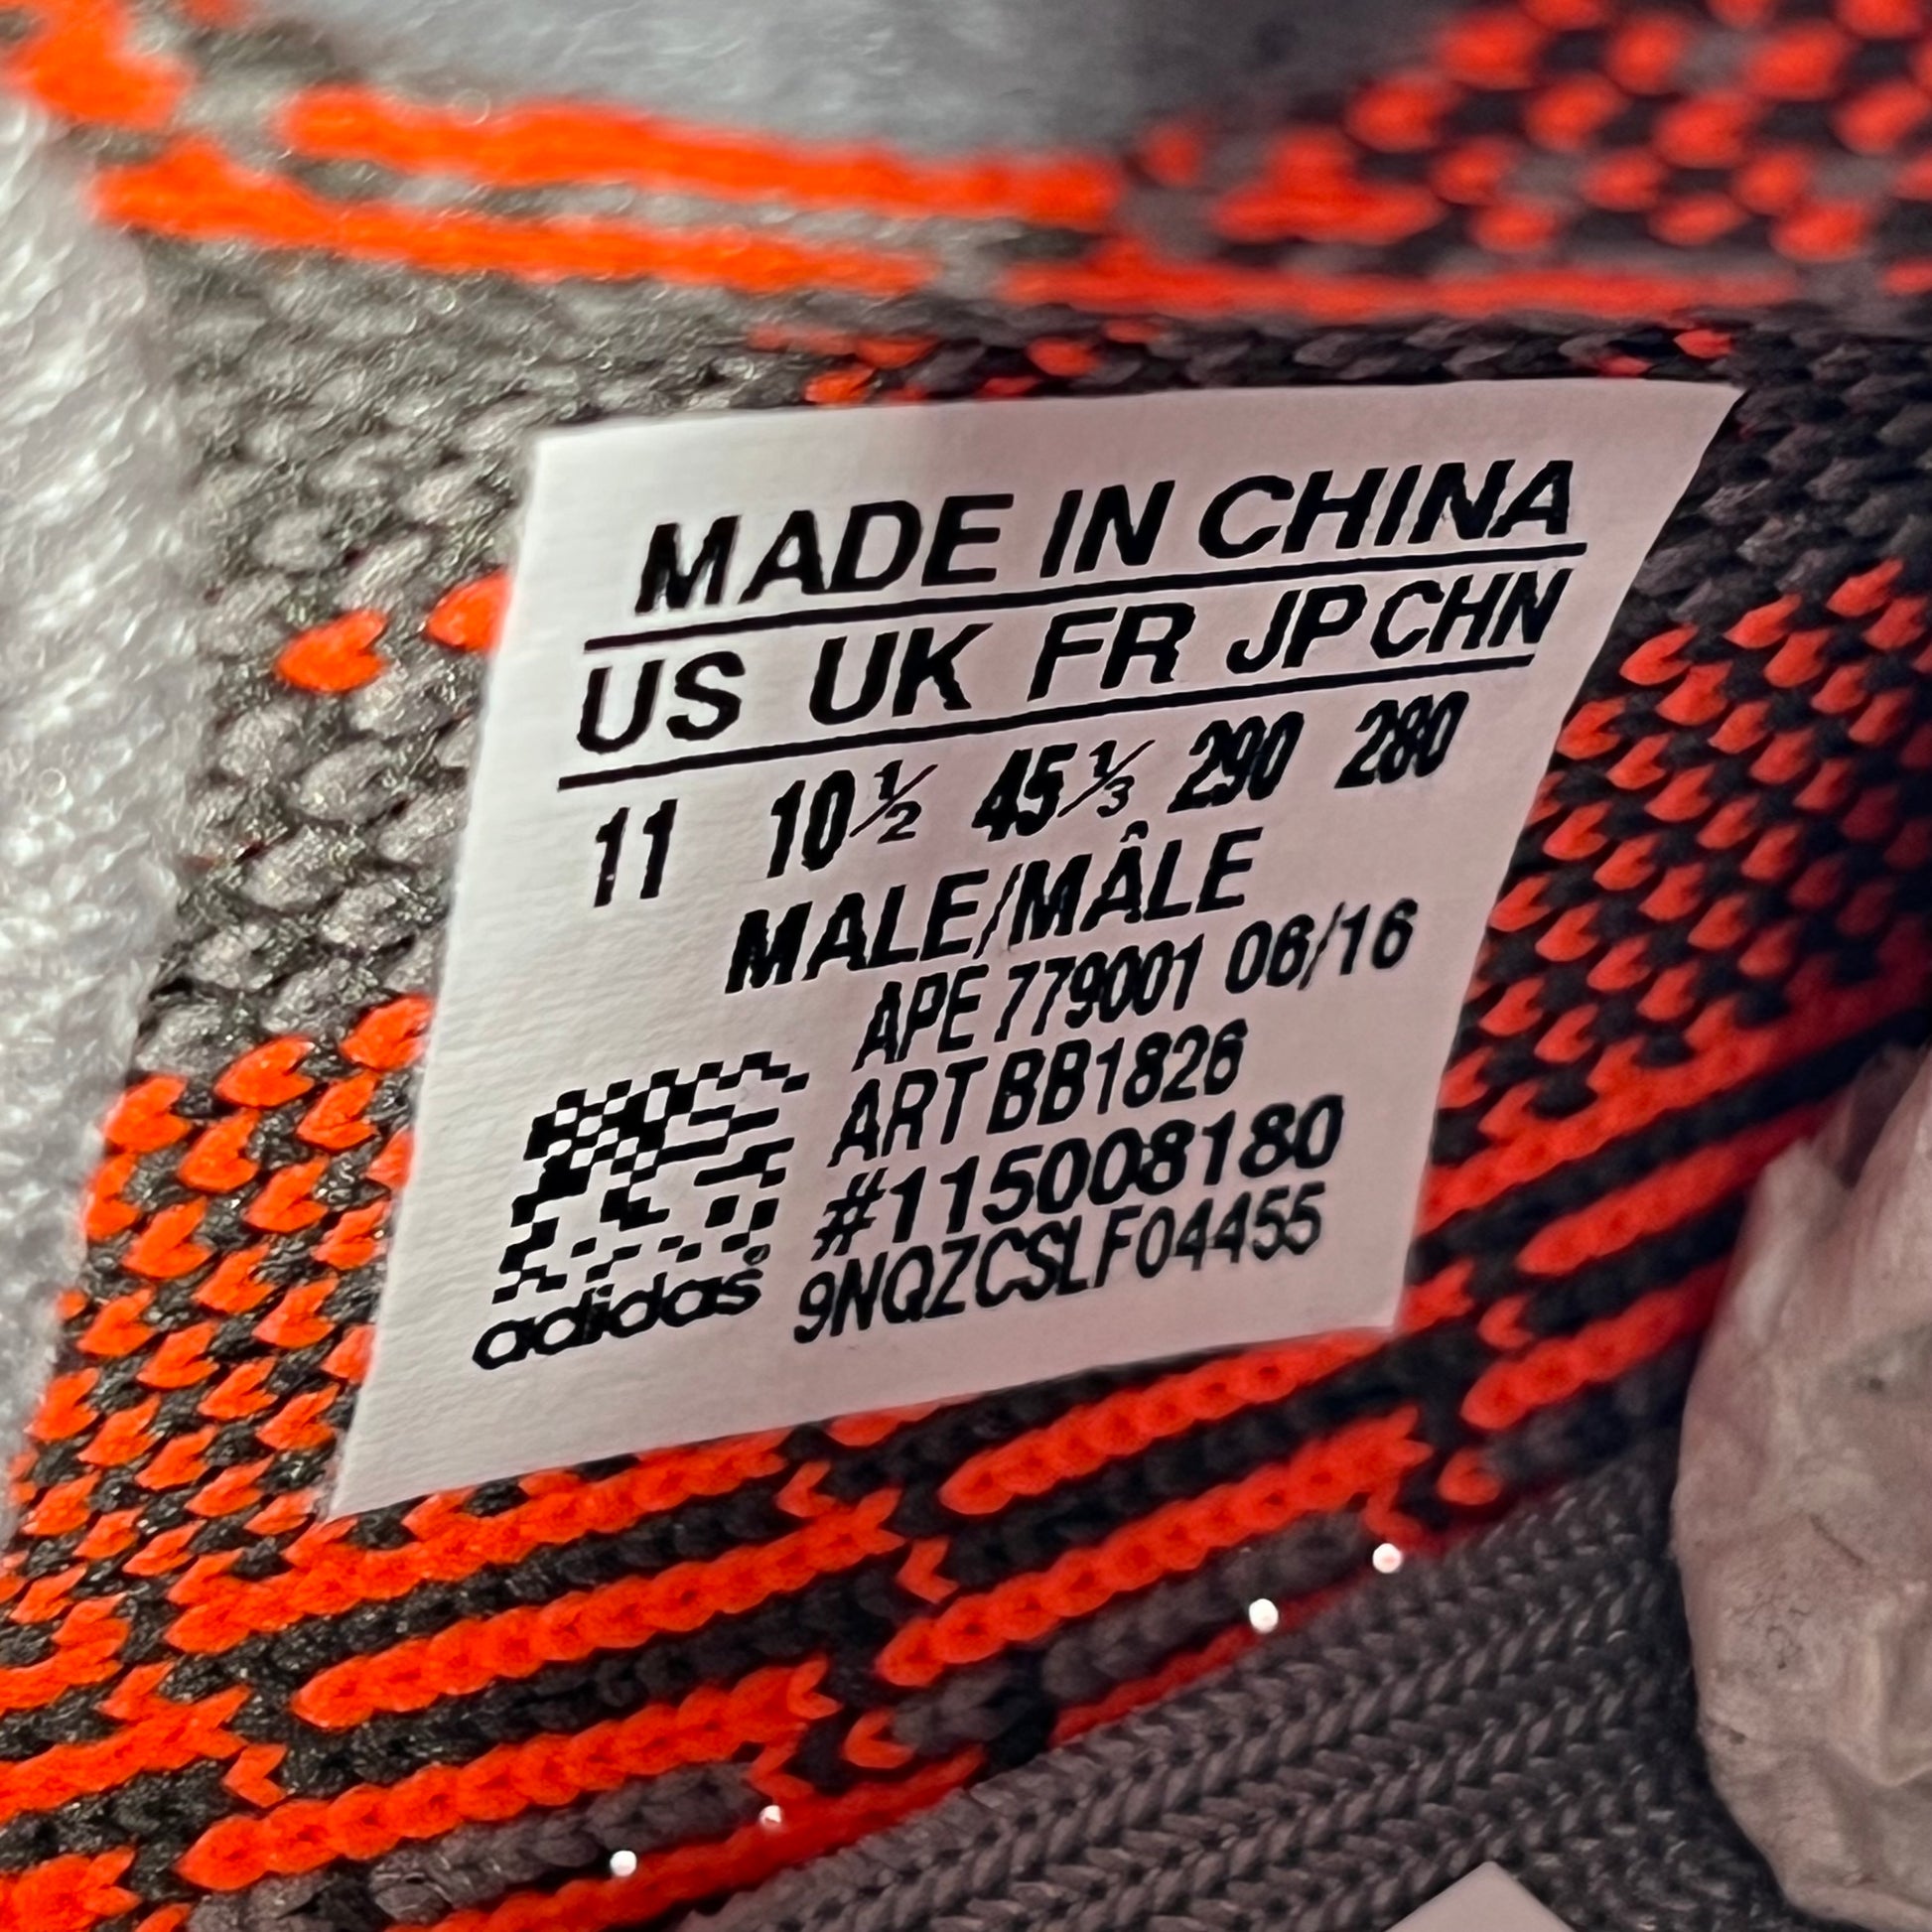 MADE IN CHINA
US UK FR JP CHN
11 10½ 45⅓ 290 280
MALE/MÂLE
APE 779001 06/16
ART BB1826
#115008180
adidas 9NQZCSLF04455